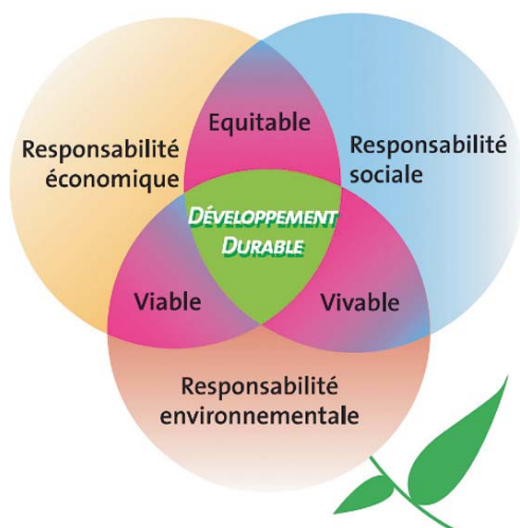 Equitable
Responsabilité
économique
Responsabilité
sociale
DÉVELOPPEMENT
DURABLE
Viable
Vivable
Responsabilité
environnementale